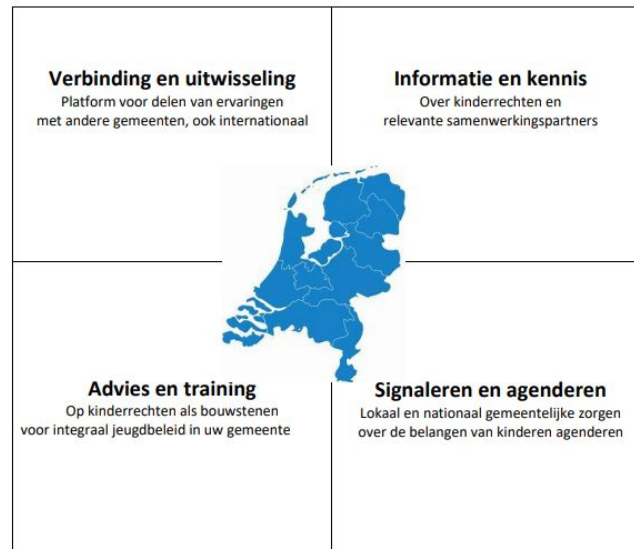 Verbinding en uitwisseling
Platform voor delen van ervaringen
met andere gemeenten, ook internationaal
Informatie en kennis
Over kinderrechten en
relevante samenwerkingspartners
Advies en training
Op kinderrechten als bouwstenen
voor integraal jeugdbeleid in uw gemeente
Signaleren en agenderen
Lokaal en nationaal gemeentelijke zorgen
over de belangen van kinderen agenderen